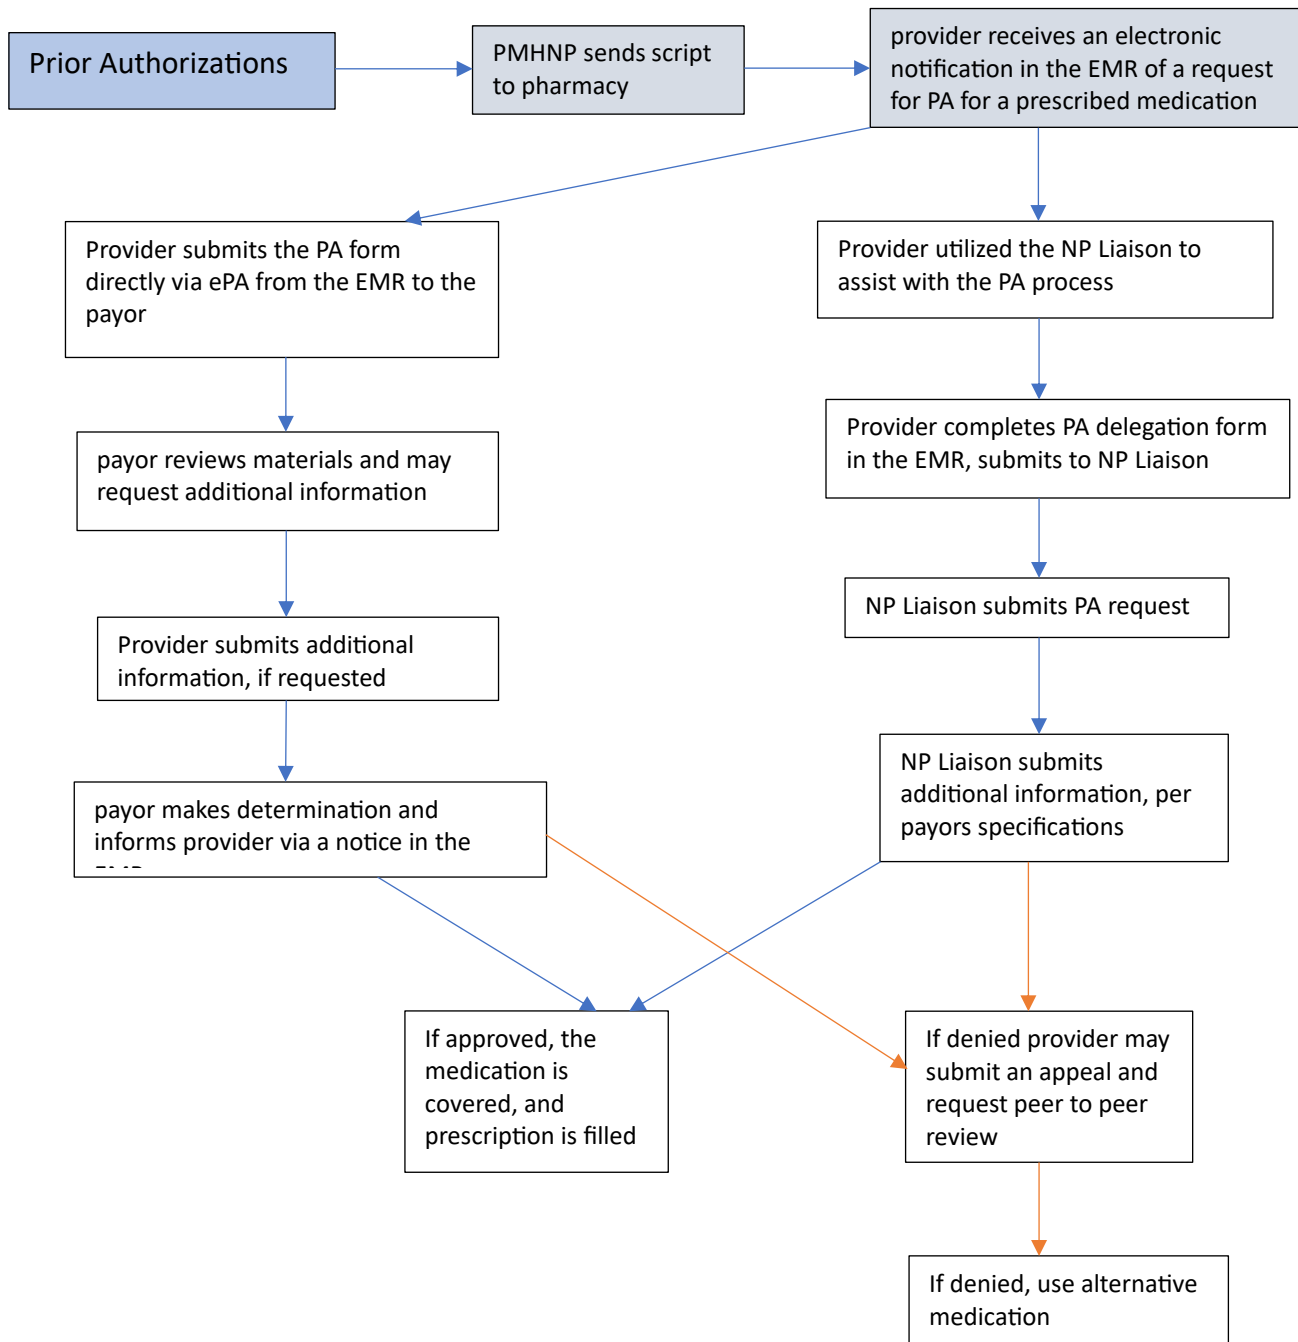 Prior Authorizations
PMHNP sends script
to pharmacy
provider receives an electronic
notification in the EMR of a request
for PA for a prescribed medication
Provider submits the PA form
directly via ePA from the EMR to the
payor
Provider utilized the NP Liaison to
assist with the PA process
payor reviews materials and may
request additional information
Provider completes PA delegation form
in the EMR, submits to NP Liaison
Provider submits additional
information, if requested
NP Liaison submits PA request
payor makes determination and
informs provider via a notice in the
NP Liaison submits
additional information, per
payors specifications
If approved, the
medication is
covered, and
prescription is filled
If denied provider may
submit an appeal and
request peer to peer
review
If denied, use alternative
medication